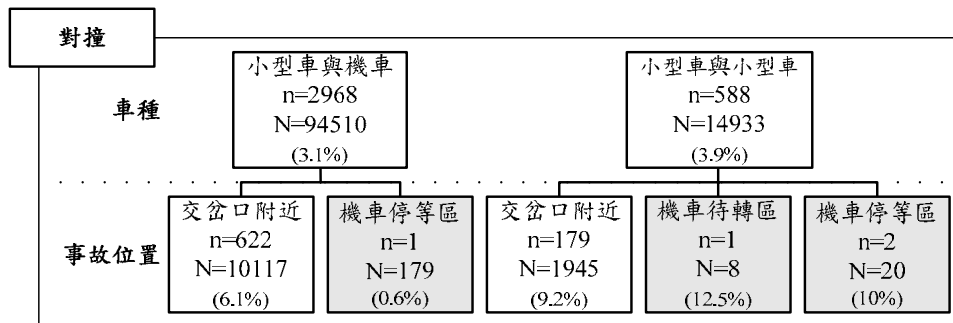 對撞
車種
小型車與機車
n=2968
N=94510
(3.1%)
小型車與小型車
n=588
N=14933
(3.9%)
事故位置
交岔口附近
n=622
N=10117
(6.1%)
機車停等區
n=1
N=179
(0.6%)
交岔口附近
n=179
N=1945
(9.2%)
機車待轉區
n=1
N=8
(12.5%)
機車停等區
n=2
N=20
(10%)